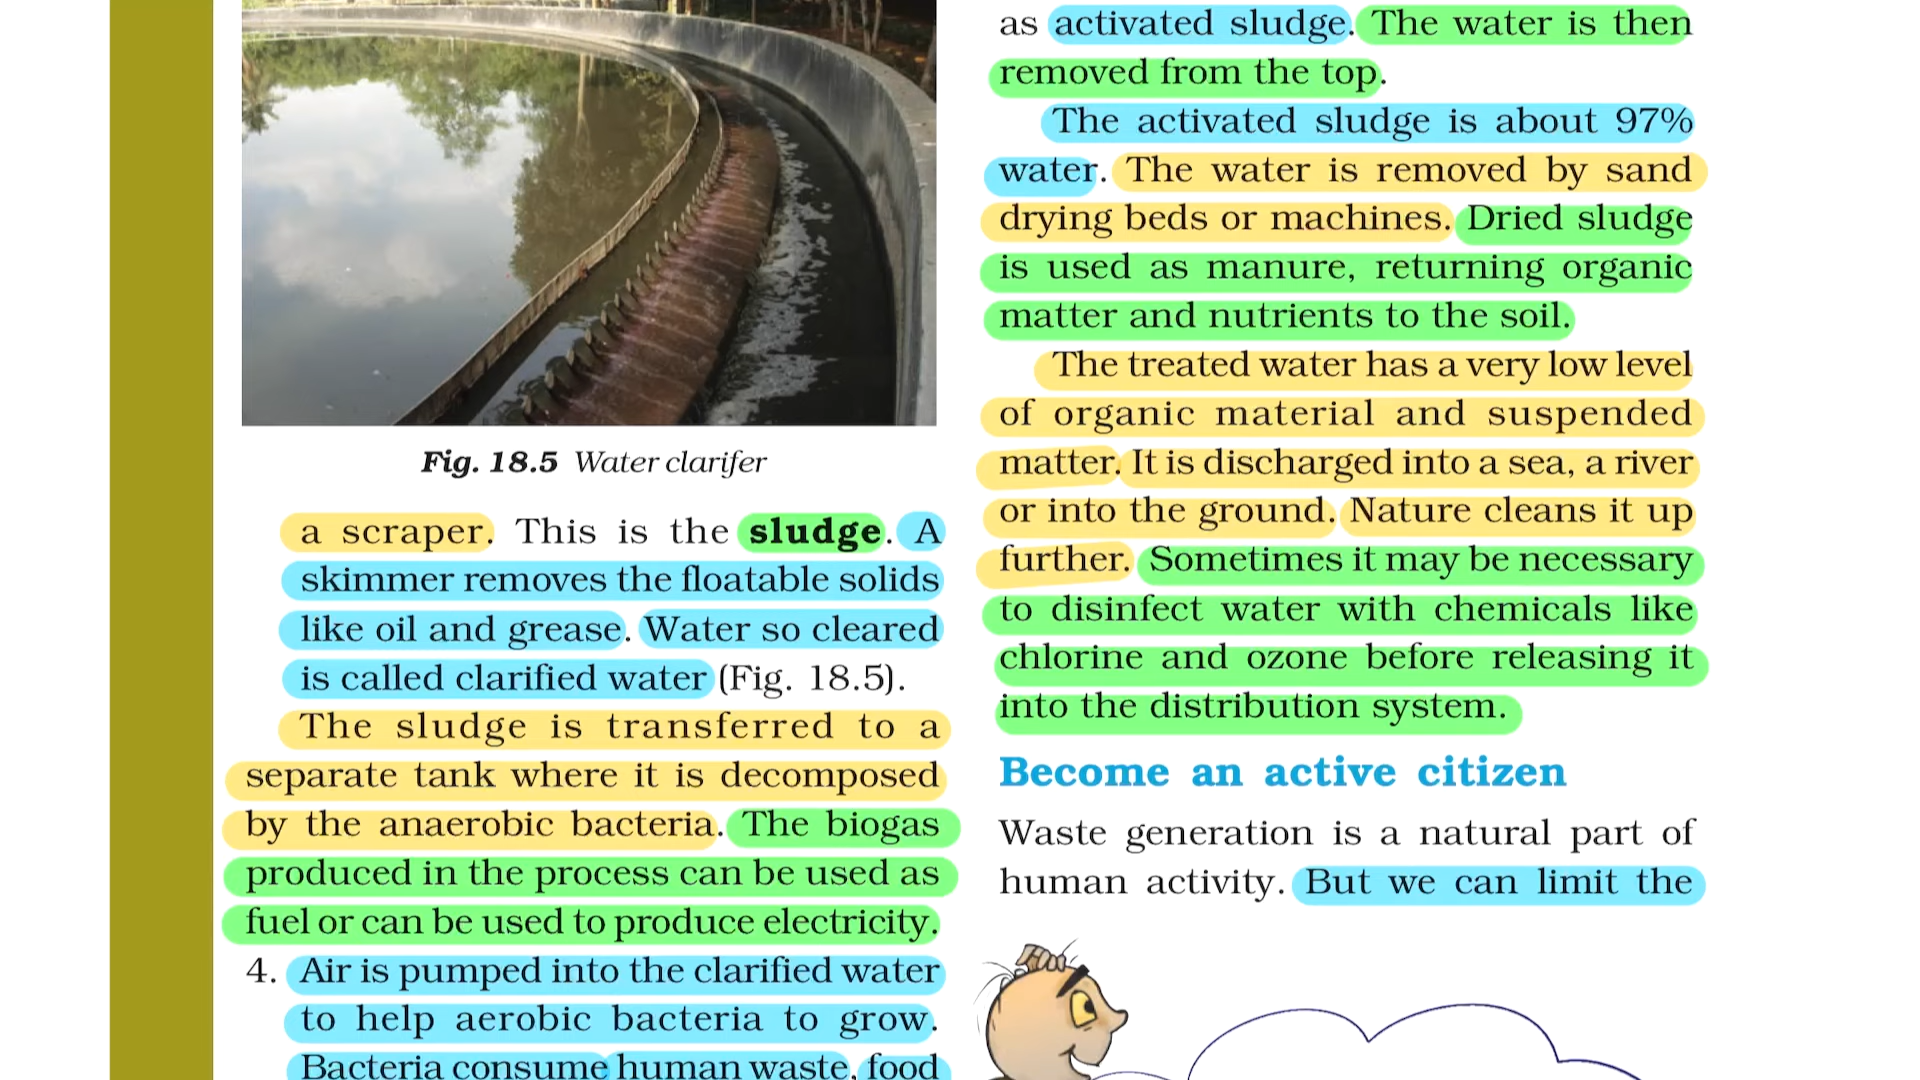 Fig. 18.5 Water clarifer
a scraper. This is the sludge. A
skimmer removes the floatable solids
like oil and grease. Water so cleared
is called clarified water (Fig. 18.5).
The sludge is transferred to a
separate tank where it is decomposed
by the anaerobic bacteria. The biogas
produced in the process can be used as
fuel or can be used to produce electricity.
4. Air is pumped into the clarified water
to help aerobic bacteria to grow.
Bacteria consume human waste, food
as activated sludge. The water is then
removed from the top.
The activated sludge is about 97%
water. The water is removed by sand
drying beds or machines. Dried sludge
is used as manure, returning organic
matter and nutrients to the soil.
The treated water has a very low level
of organic material and suspended
matter. It is discharged into a sea, a river
or into the ground. Nature cleans it up
further. Sometimes it may be necessary
to disinfect water with chemicals like
chlorine and ozone before releasing it
into the distribution system.
Become an active citizen
Waste generation is a natural part of
human activity. But we can limit the